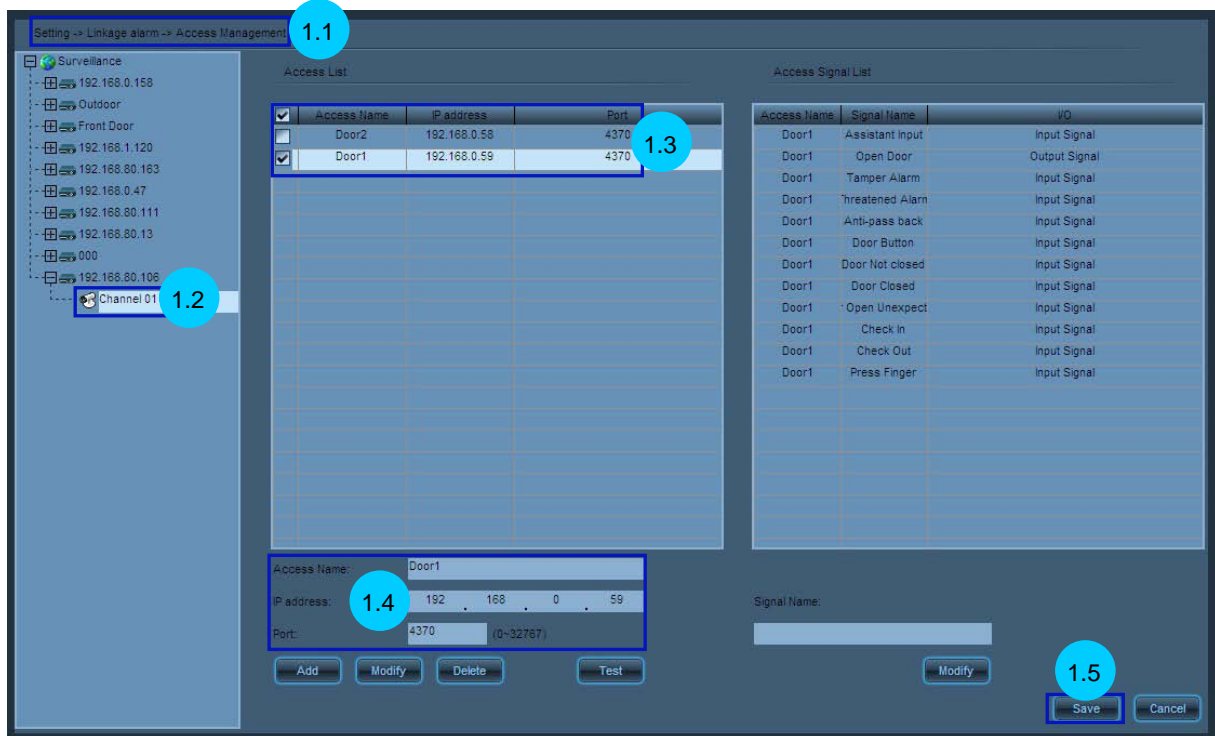 Setting -> Linkage alarm -> Access Management
1.1
Surveillance
192.168.0.158
Outdoor
Front Door
192.168.1.120
192.168.80.163
192.168.0.47
192.168.80.111
192.168.80.13
000
192.168.80.106
Channel 01
1.2
Access List
Access Name IP address Port
Door2 192.168.0.58 4370
Door1 192.168.0.59 4370
1.3
Access Name: Door1
IP address: 192 . 168 . 0 . 59
1.4
Port: 4370 (0~32767)
Add Modify Delete Test
Access Signal List
Access Name Signal Name I/O
Door1 Assistant Input Input Signal
Door1 Open Door Output Signal
Door1 Tamper Alarm Input Signal
Door1 Threatened Alarm Input Signal
Door1 Anti-pass back Input Signal
Door1 Door Button Input Signal
Door1 Door Not closed Input Signal
Door1 Door Closed Input Signal
Door1 Open Unexpect Input Signal
Door1 Check In Input Signal
Door1 Check Out Input Signal
Door1 Press Finger Input Signal
Signal Name:
Modify
1.5
Save Cancel